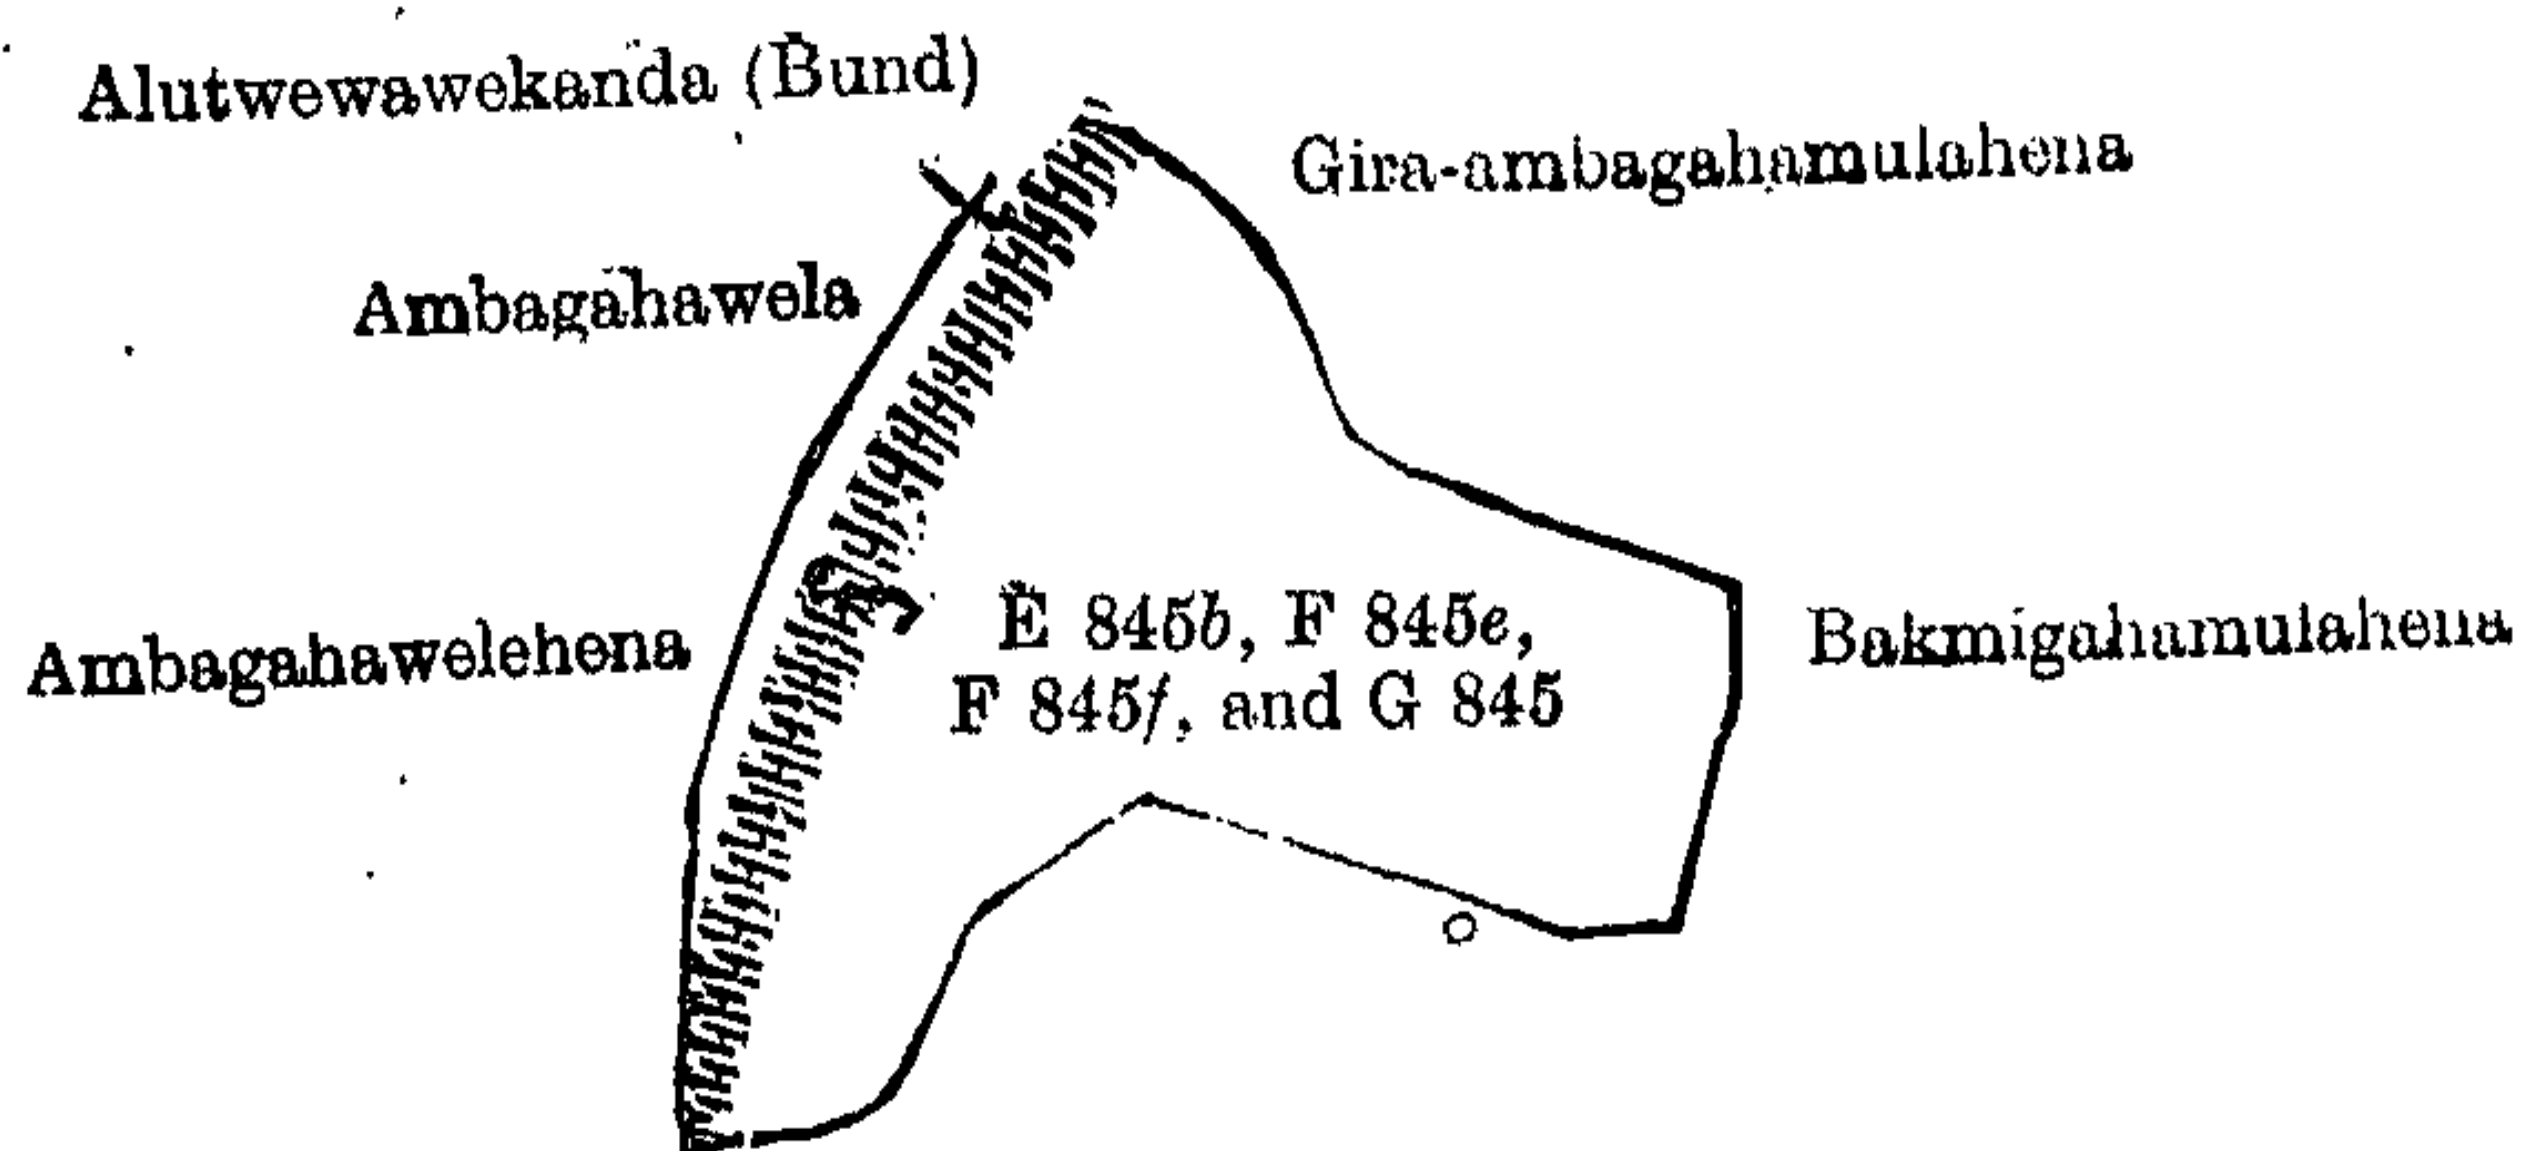 Alutwewawekanda (Bund)
Gira-ambagahamulahena
Ambagahawela
Ambagahawelehena
E 845b, F 845e,
F 845f, and G 845
Bakmigahamulahena